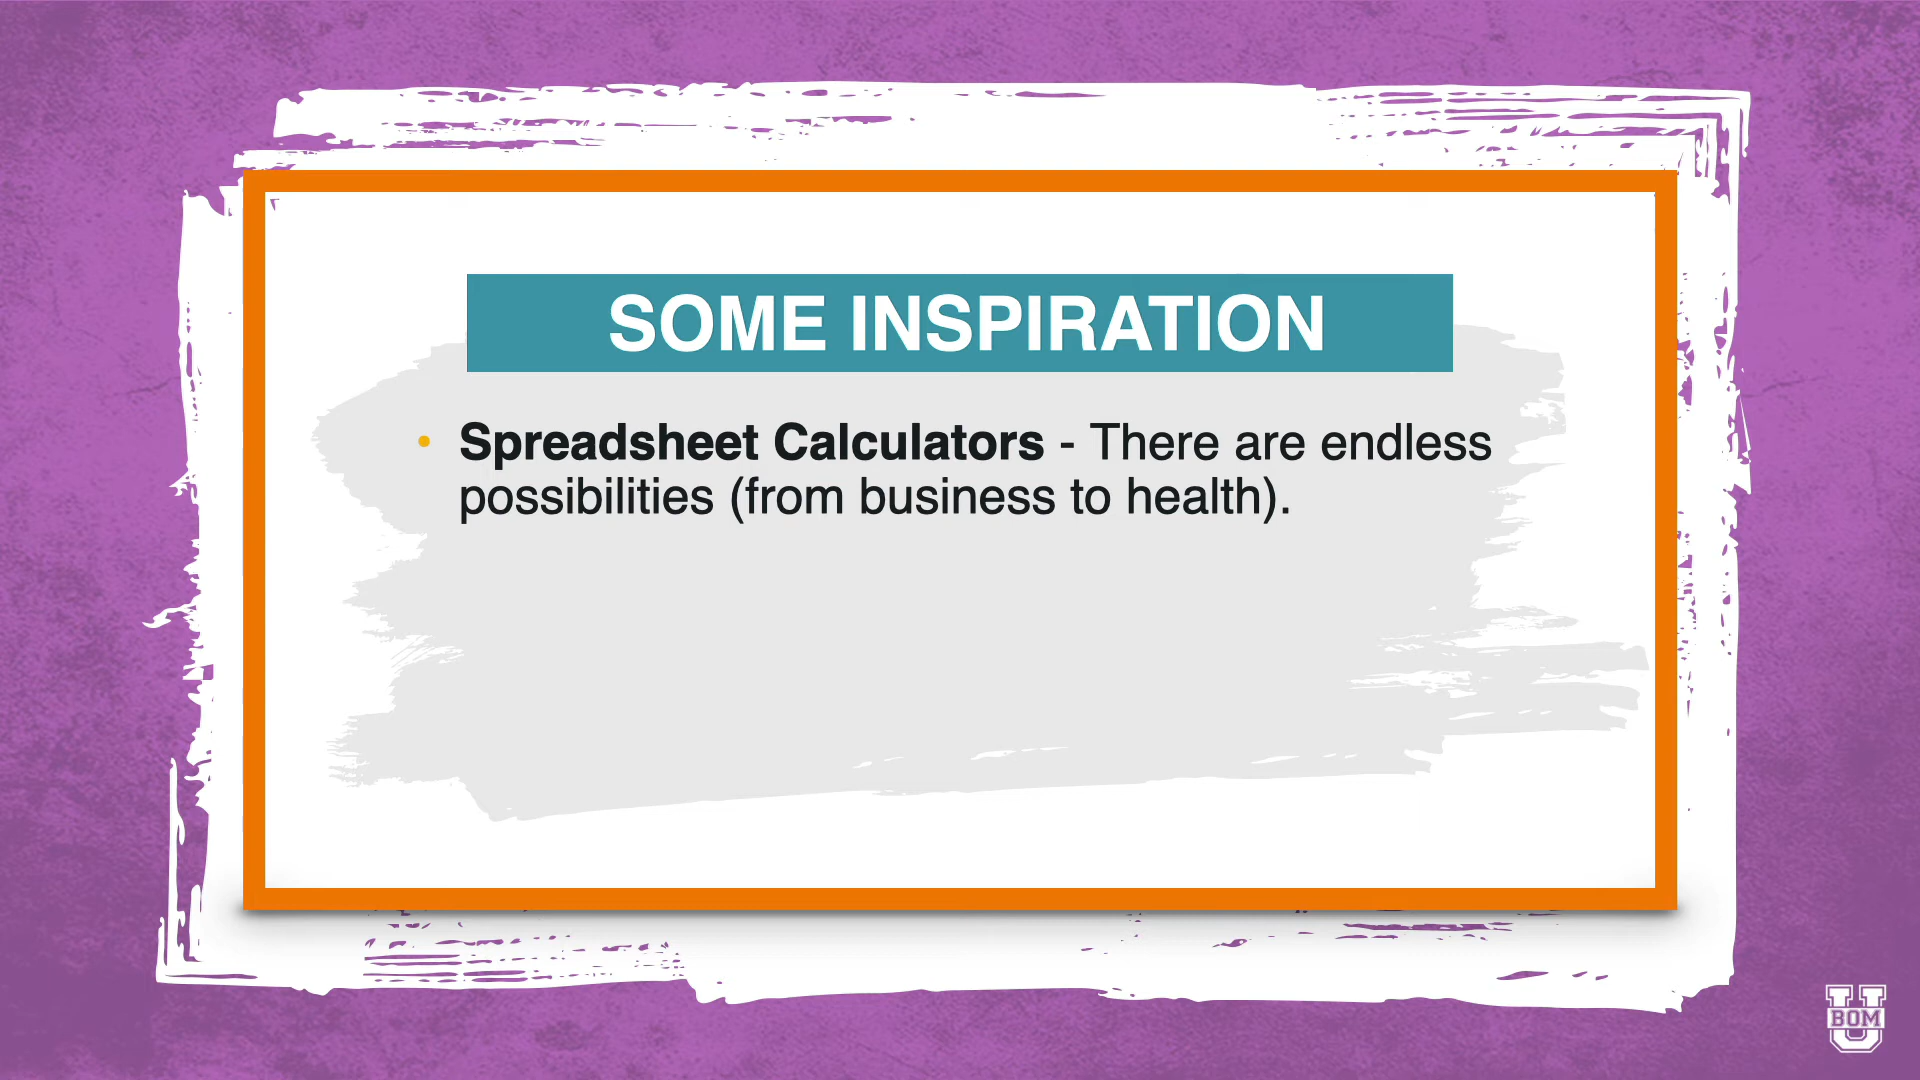 SOME INSPIRATION
• Spreadsheet Calculators - There are endless
possibilities (from business to health).
U
BOM